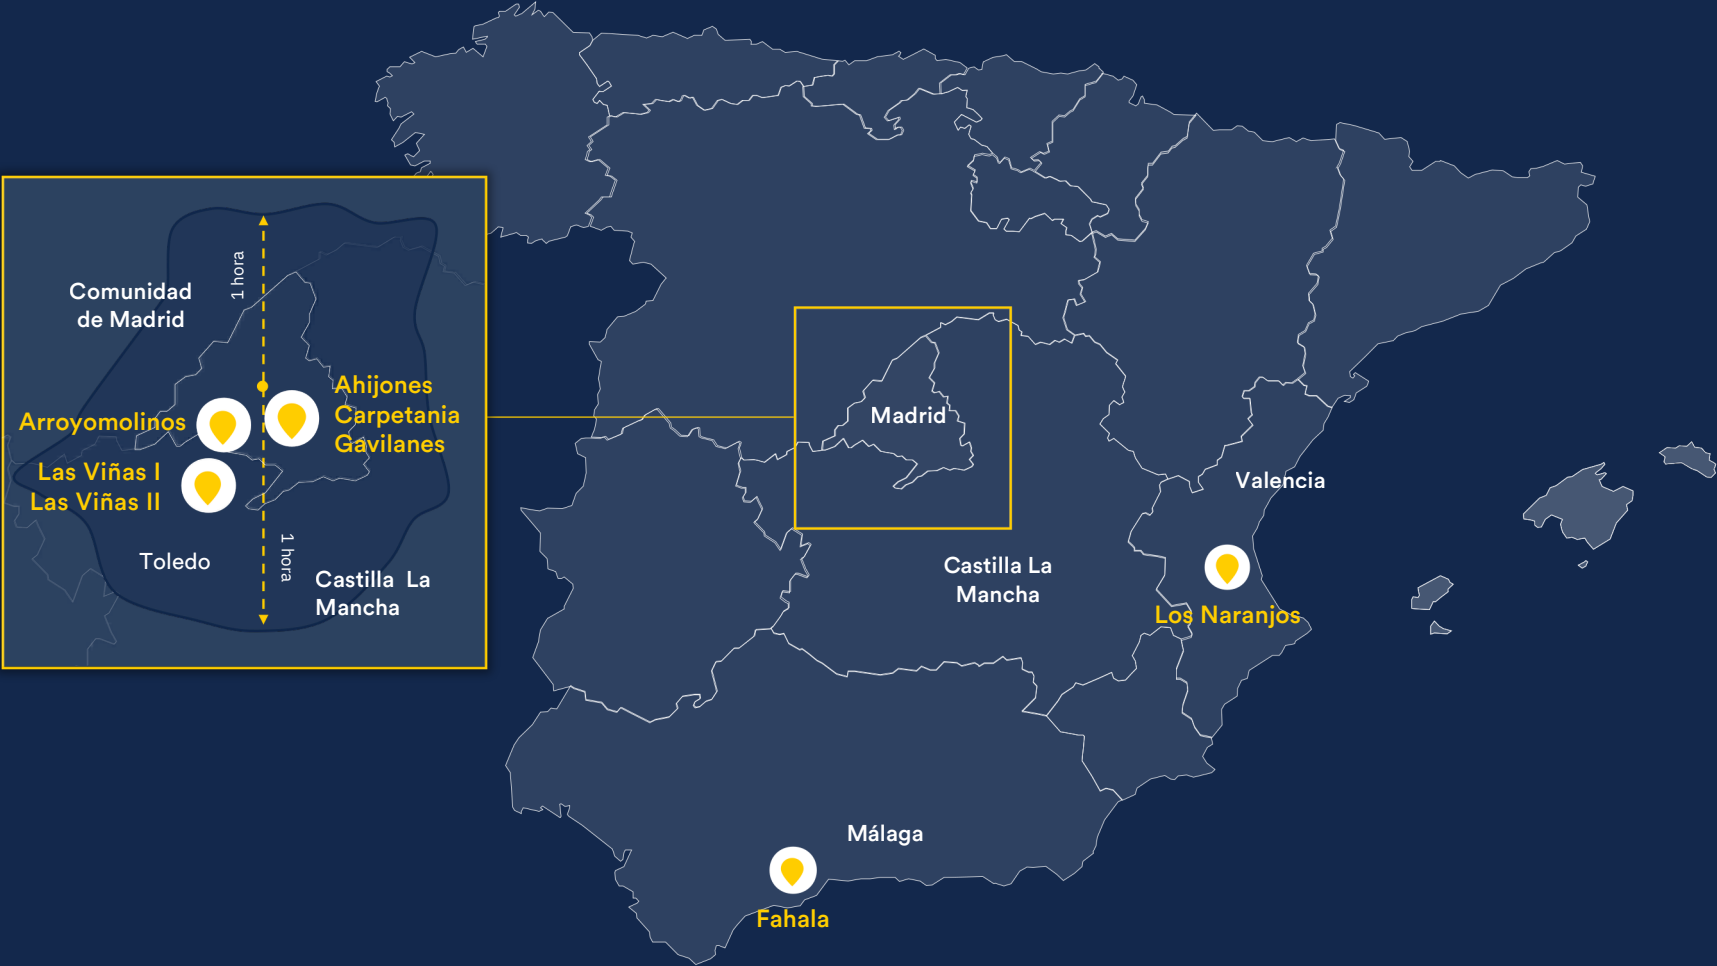 1 hora
Comunidad
de Madrid
Ahijones
Carpetania
Gavilanes
Arroyomolinos
Las Viñas I
Las Viñas II
1 hora
Toledo
Castilla La
Mancha
Madrid
Valencia
Castilla La
Mancha
Los Naranjos
Málaga
Fahala